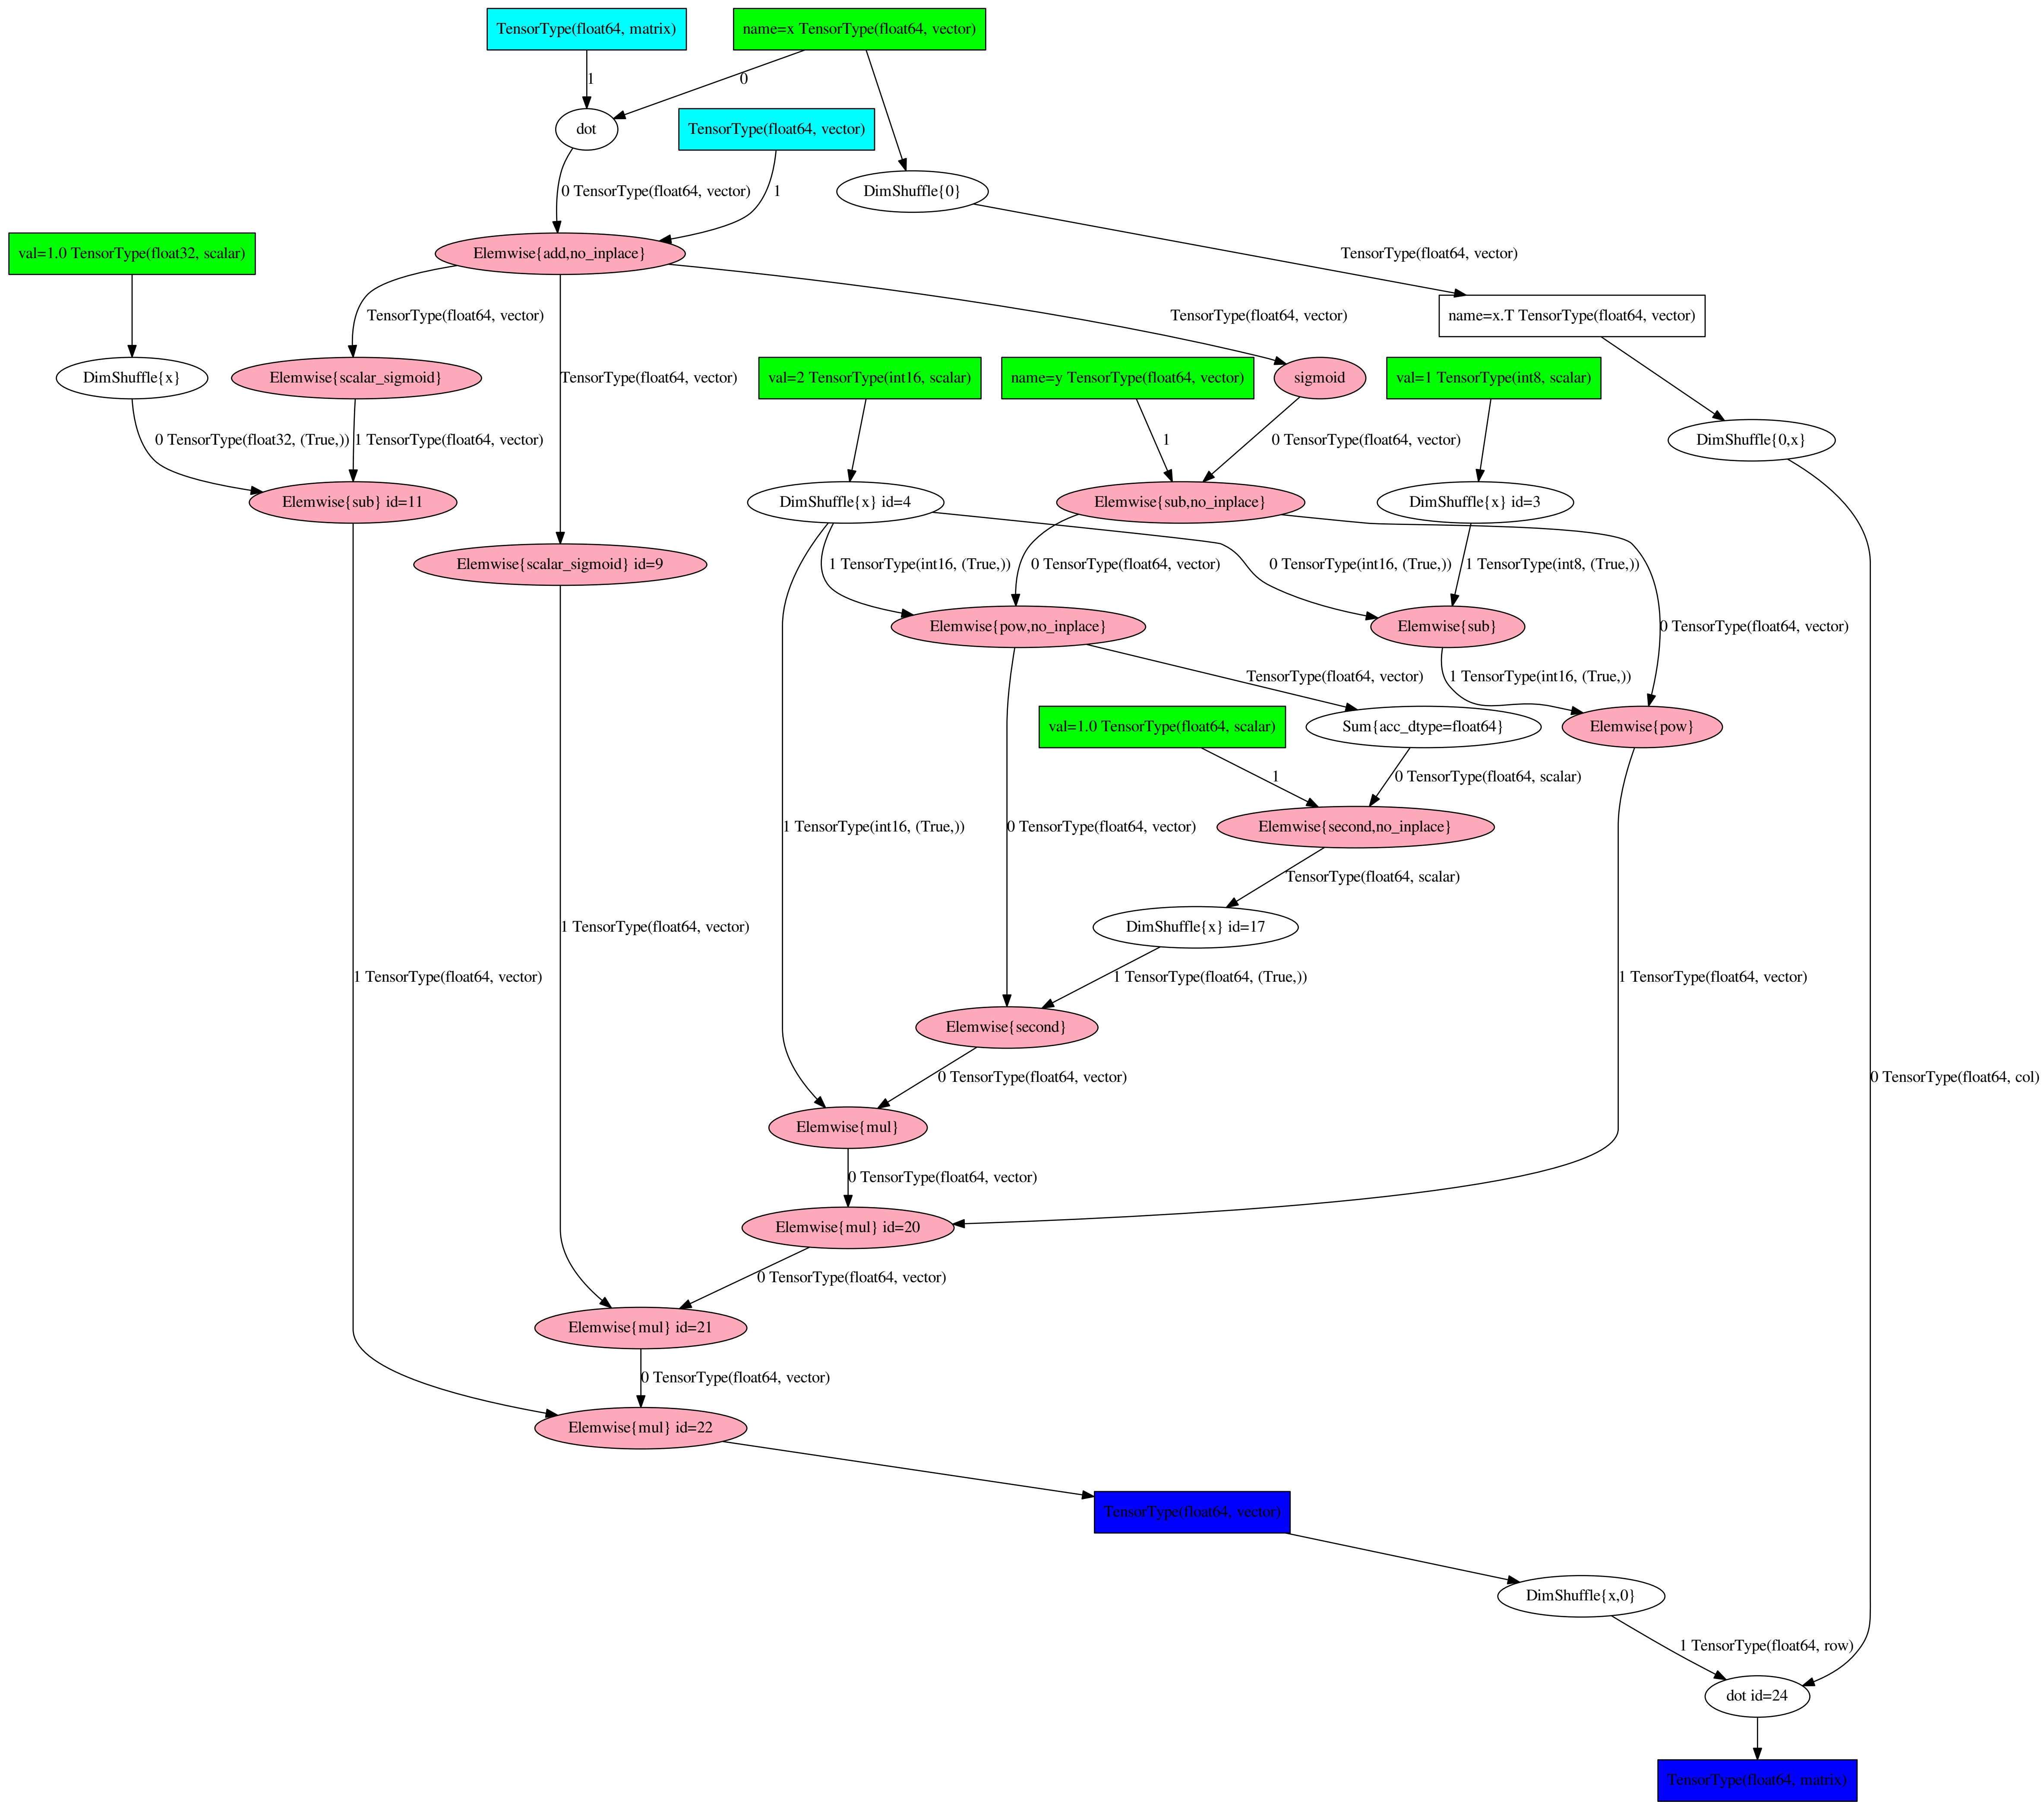 TensorType(float64, matrix)
name=x TensorType(float64, vector)
1
0
dot
TensorType(float64, vector)
0 TensorType(float64, vector)
1
DimShuffle{0}
val=1.0 TensorType(float32, scalar)
Elemwise{add,no_inplace}
TensorType(float64, vector)
TensorType(float64, vector)
TensorType(float64, vector)
name=x.T TensorType(float64, vector)
DimShuffle{x}
Elemwise{scalar_sigmoid}
TensorType(float64, vector)
val=2 TensorType(int16, scalar)
name=y TensorType(float64, vector)
sigmoid
val=1 TensorType(int8, scalar)
0 TensorType(float32, (True,))
1 TensorType(float64, vector)
1
0 TensorType(float64, vector)
DimShuffle{0,x}
Elemwise{sub} id=11
DimShuffle{x} id=4
Elemwise{sub,no_inplace}
DimShuffle{x} id=3
Elemwise{scalar_sigmoid} id=9
1 TensorType(int16, (True,))
0 TensorType(float64, vector)
0 TensorType(int16, (True,))
1 TensorType(int8, (True,))
Elemwise{pow,no_inplace}
Elemwise{sub}
0 TensorType(float64, vector)
TensorType(float64, vector)
1 TensorType(int16, (True,))
val=1.0 TensorType(float64, scalar)
Sum{acc_dtype=float64}
Elemwise{pow}
1
0 TensorType(float64, scalar)
1 TensorType(int16, (True,))
0 TensorType(float64, vector)
Elemwise{second,no_inplace}
TensorType(float64, scalar)
1 TensorType(float64, vector)
DimShuffle{x} id=17
1 TensorType(float64, vector)
1 TensorType(float64, (True,))
1 TensorType(float64, vector)
Elemwise{second}
0 TensorType(float64, vector)
0 TensorType(float64, col)
Elemwise{mul}
0 TensorType(float64, vector)
Elemwise{mul} id=20
0 TensorType(float64, vector)
Elemwise{mul} id=21
0 TensorType(float64, vector)
Elemwise{mul} id=22
TensorType(float64, vector)
DimShuffle{x,0}
1 TensorType(float64, row)
dot id=24
TensorType(float64, matrix)